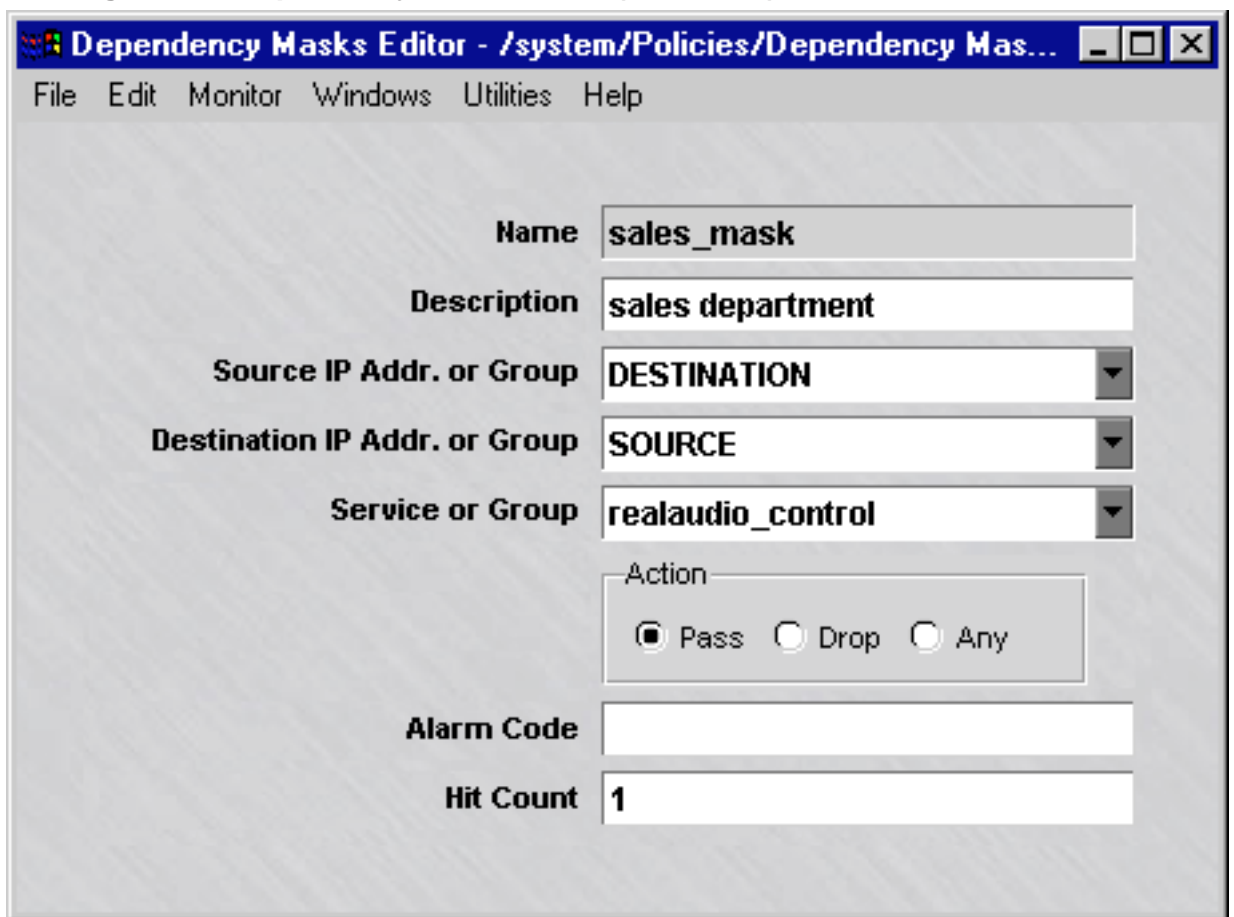 Dependency Masks Editor - /system/Policies/Dependency Mas...
File Edit Monitor Windows Utilities Help
Name sales_mask
Description sales department
Source IP Addr. or Group DESTINATION
Destination IP Addr. or Group SOURCE
Service or Group realaudio_control
Action
Pass Drop Any
Alarm Code
Hit Count 1